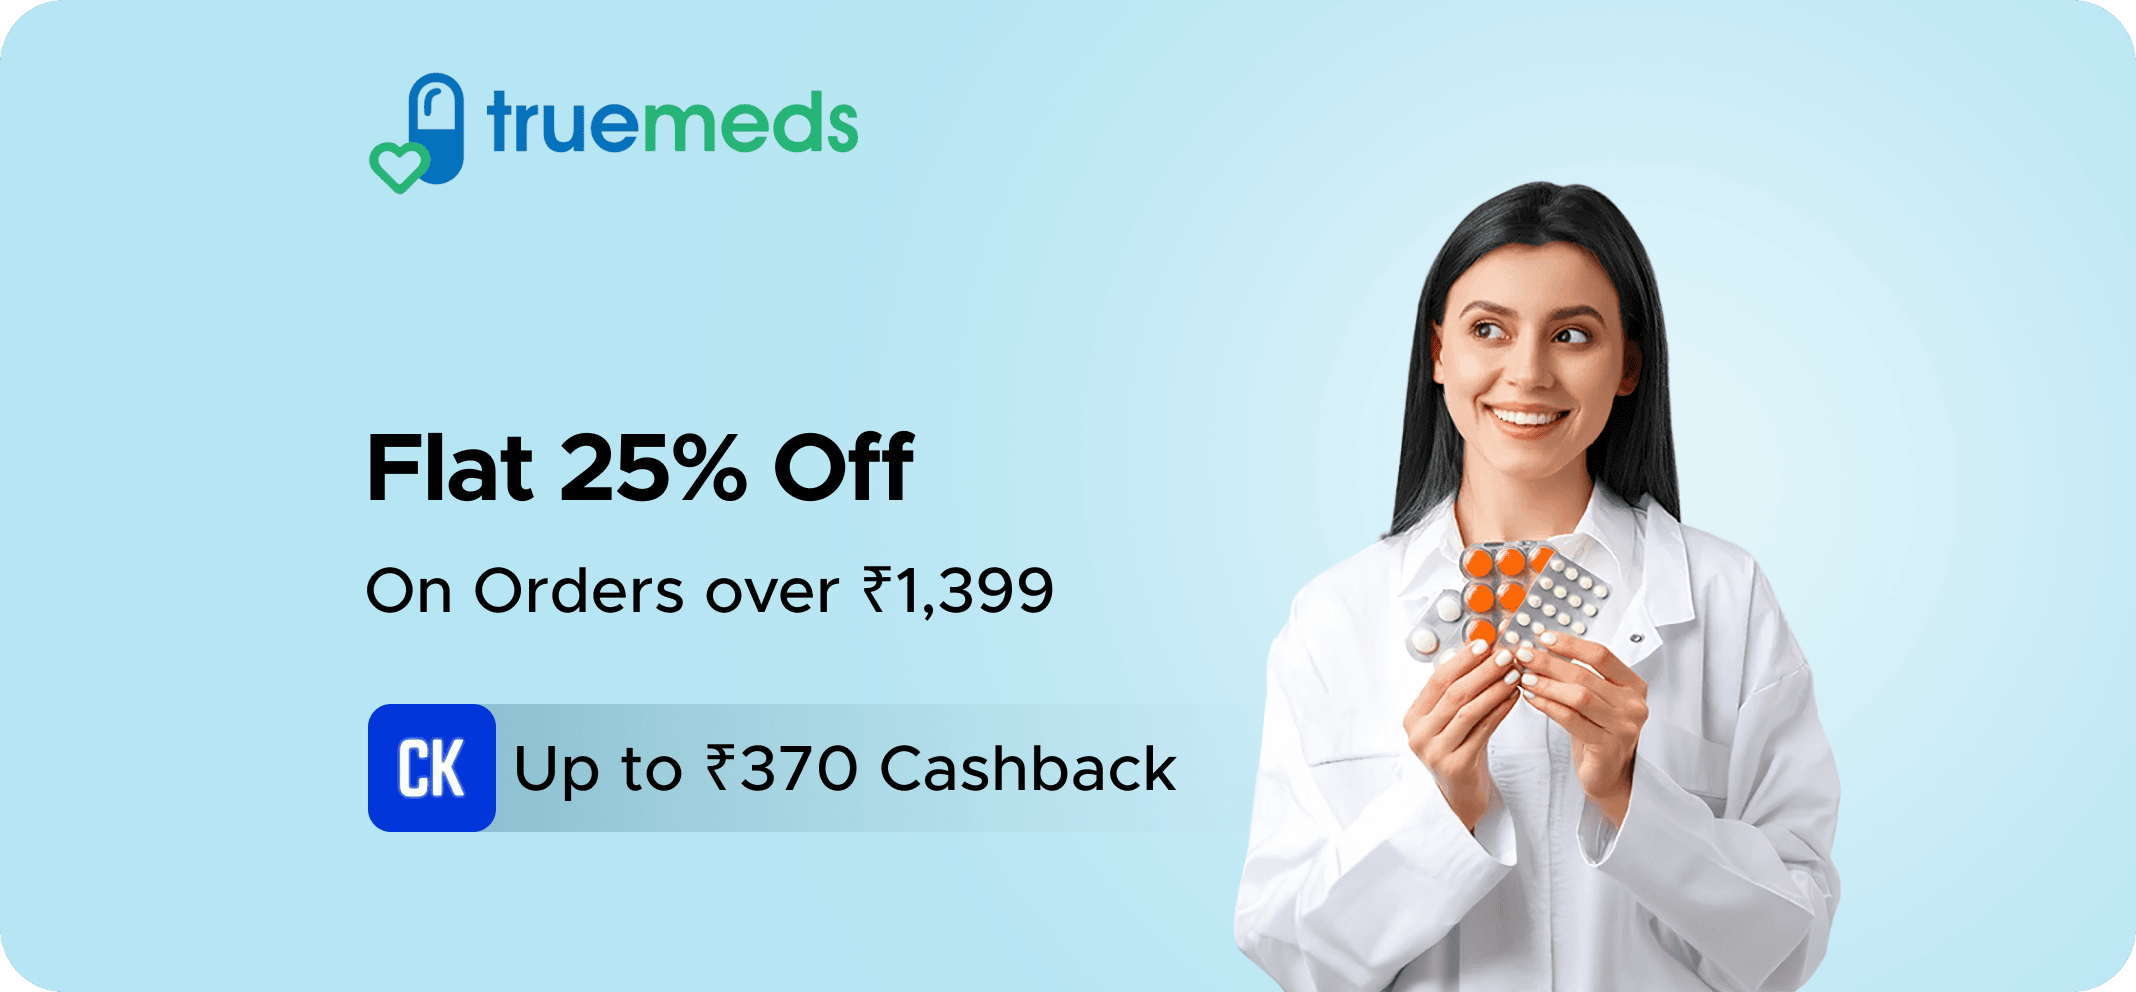 truemeds
Flat 25% Off
On Orders over ₹1,399
CK Up to ₹370 Cashback